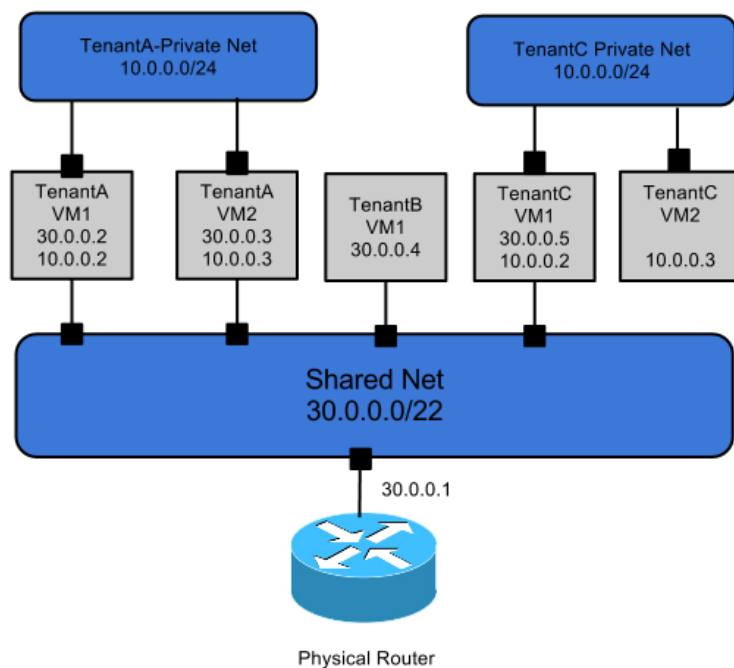 TenantA-Private Net
10.0.0.0/24
TenantC Private Net
10.0.0.0/24
TenantA
VM1
30.0.0.2
10.0.0.2
TenantA
VM2
30.0.0.3
10.0.0.3
TenantB
VM1
30.0.0.4
TenantC
VM1
30.0.0.5
10.0.0.2
TenantC
VM2
10.0.0.3
Shared Net
30.0.0.0/22
30.0.0.1
Physical Router